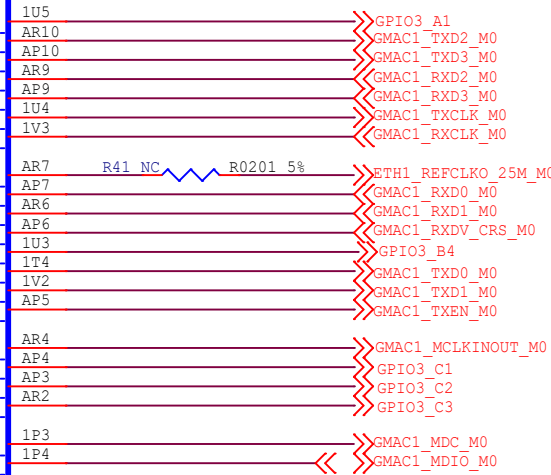 1U5 GPIO3_A1
AR10 GMAC1_TXD2_M0
AP10 GMAC1_TXD3_M0
AR9 GMAC1_RXD2_M0
AP9 GMAC1_RXD3_M0
1U4 GMAC1_TXCLK_M0
1V3 GMAC1_RXCLK_M0
AR7 R41 NC R0201 5% ETH1_REFCLKO_25M_M0
AP7 GMAC1_RXD0_M0
AR6 GMAC1_RXD1_M0
AP6 GMAC1_RXDV_CRS_M0
1U3 GPIO3_B4
1T4 GMAC1_TXD0_M0
1V2 GMAC1_TXD1_M0
AP5 GMAC1_TXEN_M0
AR4 GMAC1_MCLKINOUT_M0
AP4 GPIO3_C1
AP3 GPIO3_C2
AR2 GPIO3_C3
1P3 GMAC1_MDC_M0
1P4 GMAC1_MDIO_M0